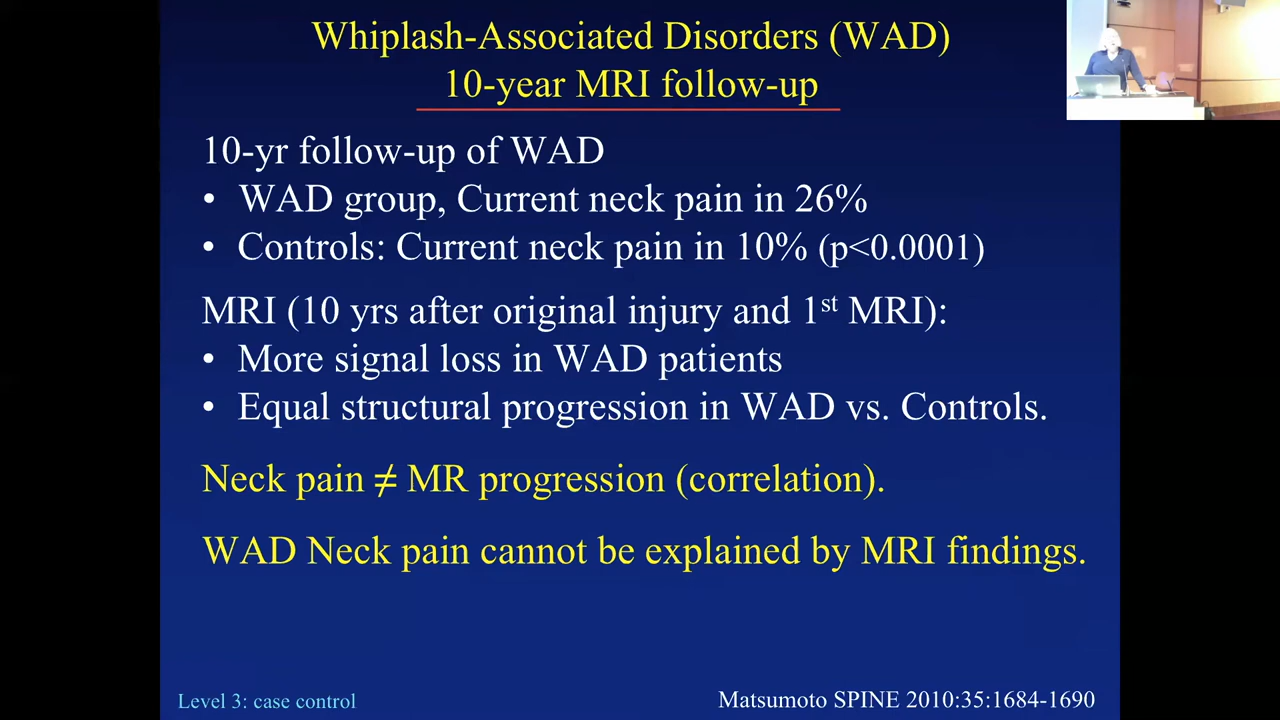 Whiplash-Associated Disorders (WAD)
10-year MRI follow-up
10-yr follow-up of WAD
• WAD group, Current neck pain in 26%
• Controls: Current neck pain in 10% (p<0.0001)
MRI (10 yrs after original injury and 1st MRI):
• More signal loss in WAD patients
• Equal structural progression in WAD vs. Controls.
Neck pain ≠ MR progression (correlation).
WAD Neck pain cannot be explained by MRI findings.
Level 3: case control
Matsumoto SPINE 2010:35:1684-1690